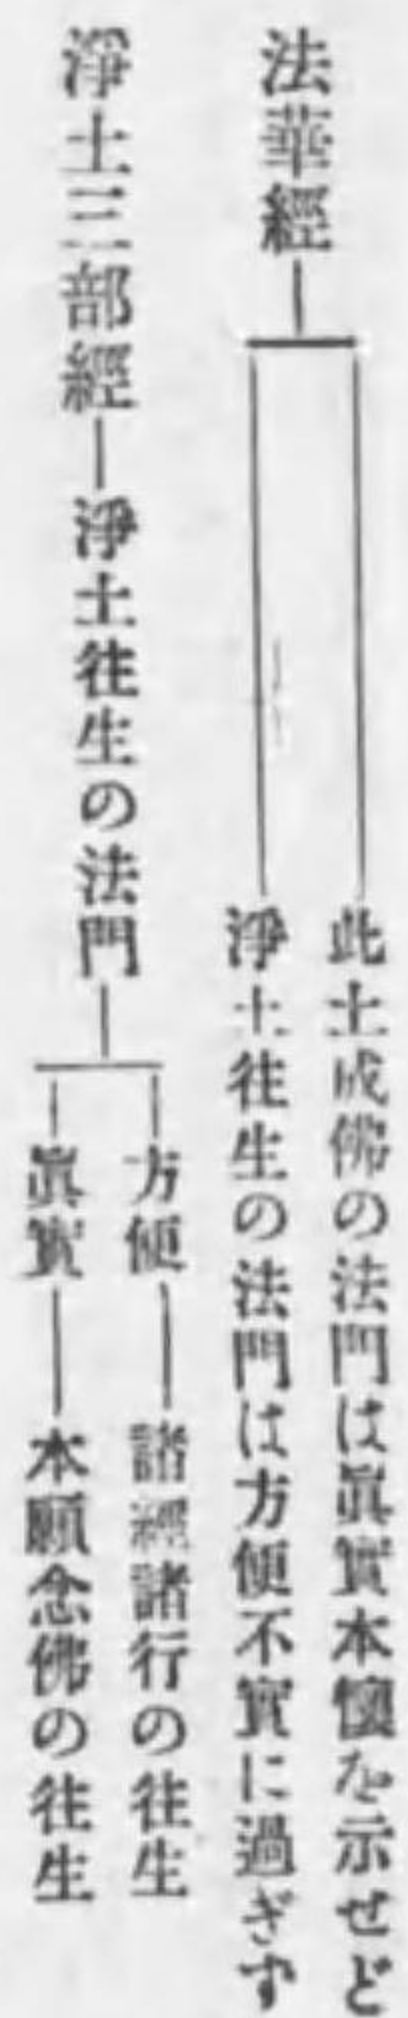 法華經
此土成佛の法門は眞實本懷を示せど
淨土往生の法門は方便不實に過ぎず
淨土三部經
淨土往生の法門
方便
諸經諸行の往生
眞實
本願念佛の往生